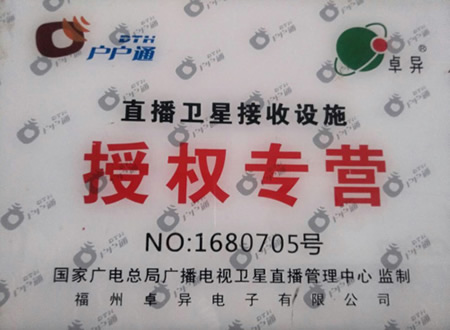 DTH
户户通
卓异®
直播卫星接收设施
授权专营
NO:1680705号
国家广电总局广播电视卫星直播管理中心 监制
福州卓异电子有限公司